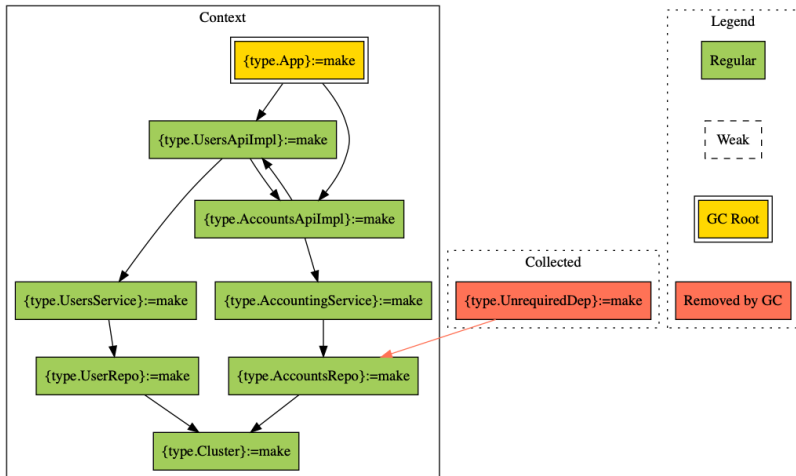 Context
{type.App}:=make
{type.UsersApiImpl}:=make
{type.AccountsApiImpl}:=make
{type.UsersService}:=make
{type.AccountingService}:=make
{type.UserRepo}:=make
{type.AccountsRepo}:=make
{type.Cluster}:=make
Collected
{type.UnrequiredDep}:=make
Legend
Regular
Weak
GC Root
Removed by GC